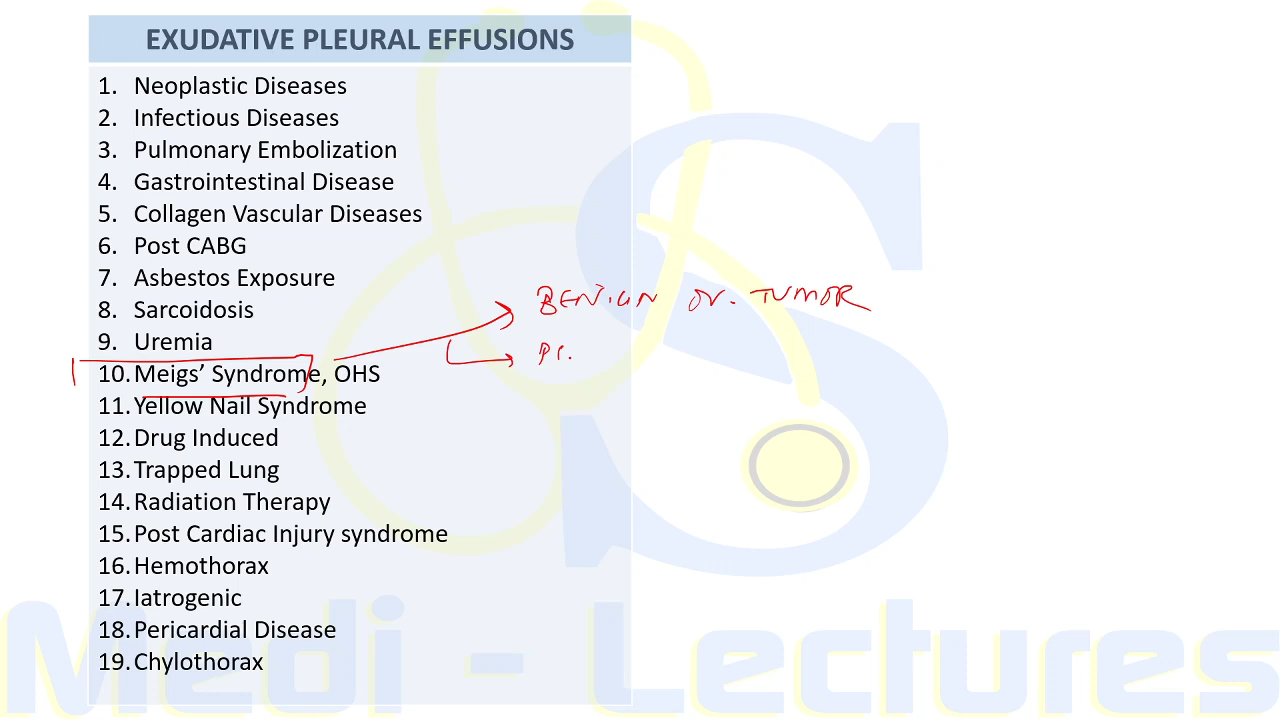 EXUDATIVE PLEURAL EFFUSIONS
1. Neoplastic Diseases
2. Infectious Diseases
3. Pulmonary Embolization
4. Gastrointestinal Disease
5. Collagen Vascular Diseases
6. Post CABG
7. Asbestos Exposure
8. Sarcoidosis
BENIGN OV. TUMOR
9. Uremia
PL.
10. Meigs’ Syndrome, OHS
11. Yellow Nail Syndrome
12. Drug Induced
13. Trapped Lung
14. Radiation Therapy
15. Post Cardiac Injury syndrome
16. Hemothorax
17. Iatrogenic
18. Pericardial Disease
19. Chylothorax
Medi - Lectures